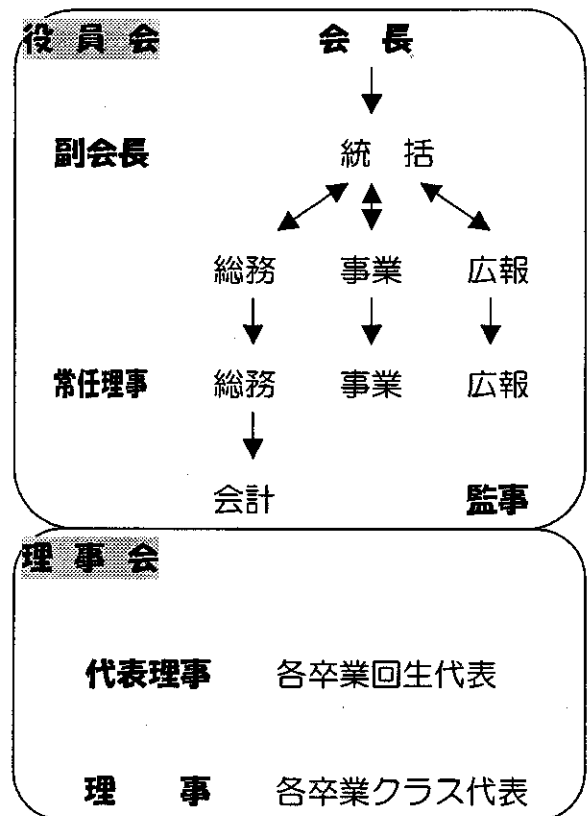 役員会 会長
副会長 統括
総務 事業 広報
常任理事 総務 事業 広報
会計 監事
理事会
代表理事 各卒業回生代表
理事 各卒業クラス代表